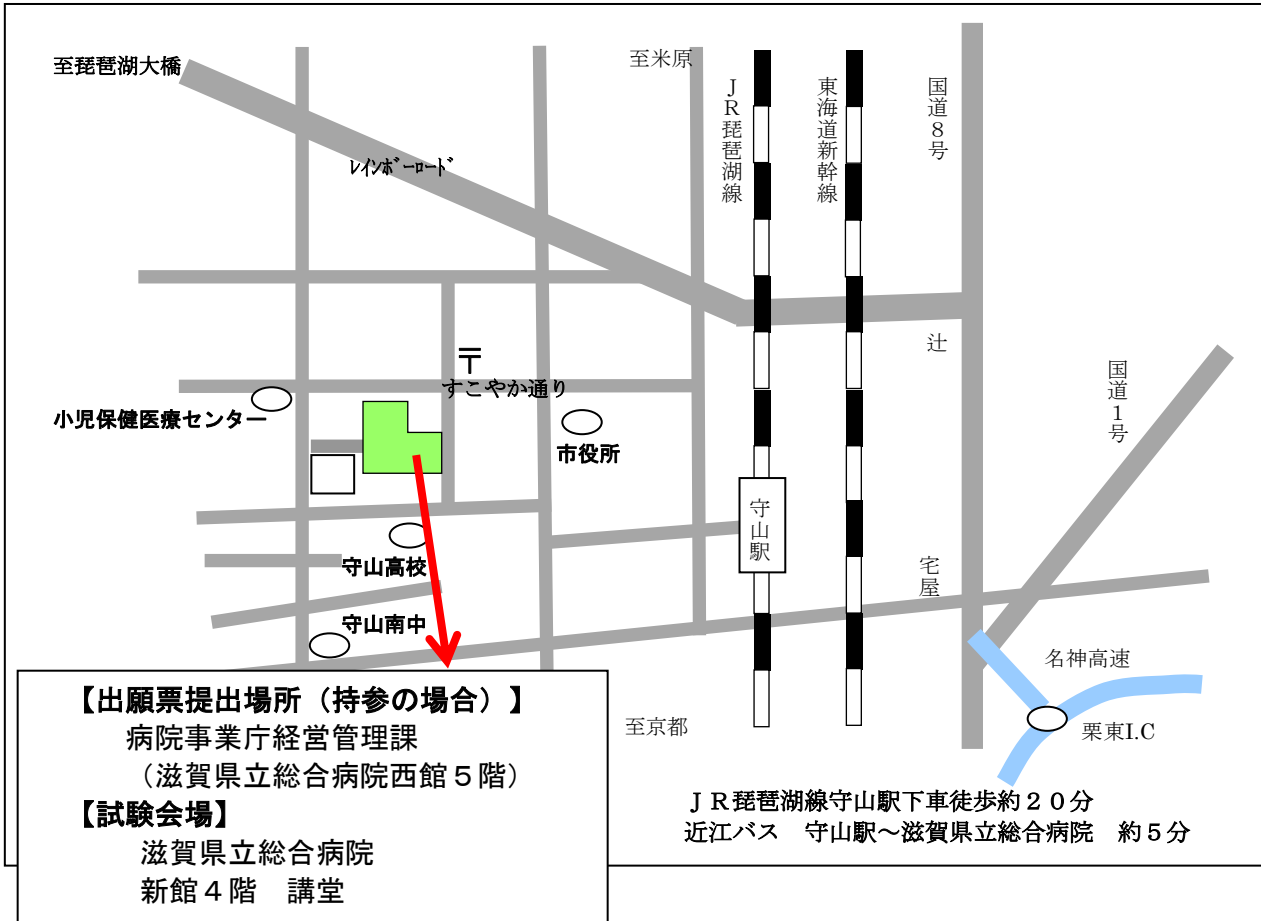 至琵琶湖大橋
至米原
JR琵琶湖線
東海道新幹線
国道8号
ﾚｲﾝﾎﾞｰﾛｰﾄﾞ
辻
国道1号
〒
すこやか通り
小児保健医療センター
市役所
守山駅
守山高校
宅屋
守山南中
名神高速
栗東I.C
至京都
【出願票提出場所(持参の場合)】
病院事業庁経営管理課
(滋賀県立総合病院西館5階)
【試験会場】
滋賀県立総合病院
新館4階 講堂
JR琵琶湖線守山駅下車徒歩約20分
近江バス 守山駅~滋賀県立総合病院 約5分